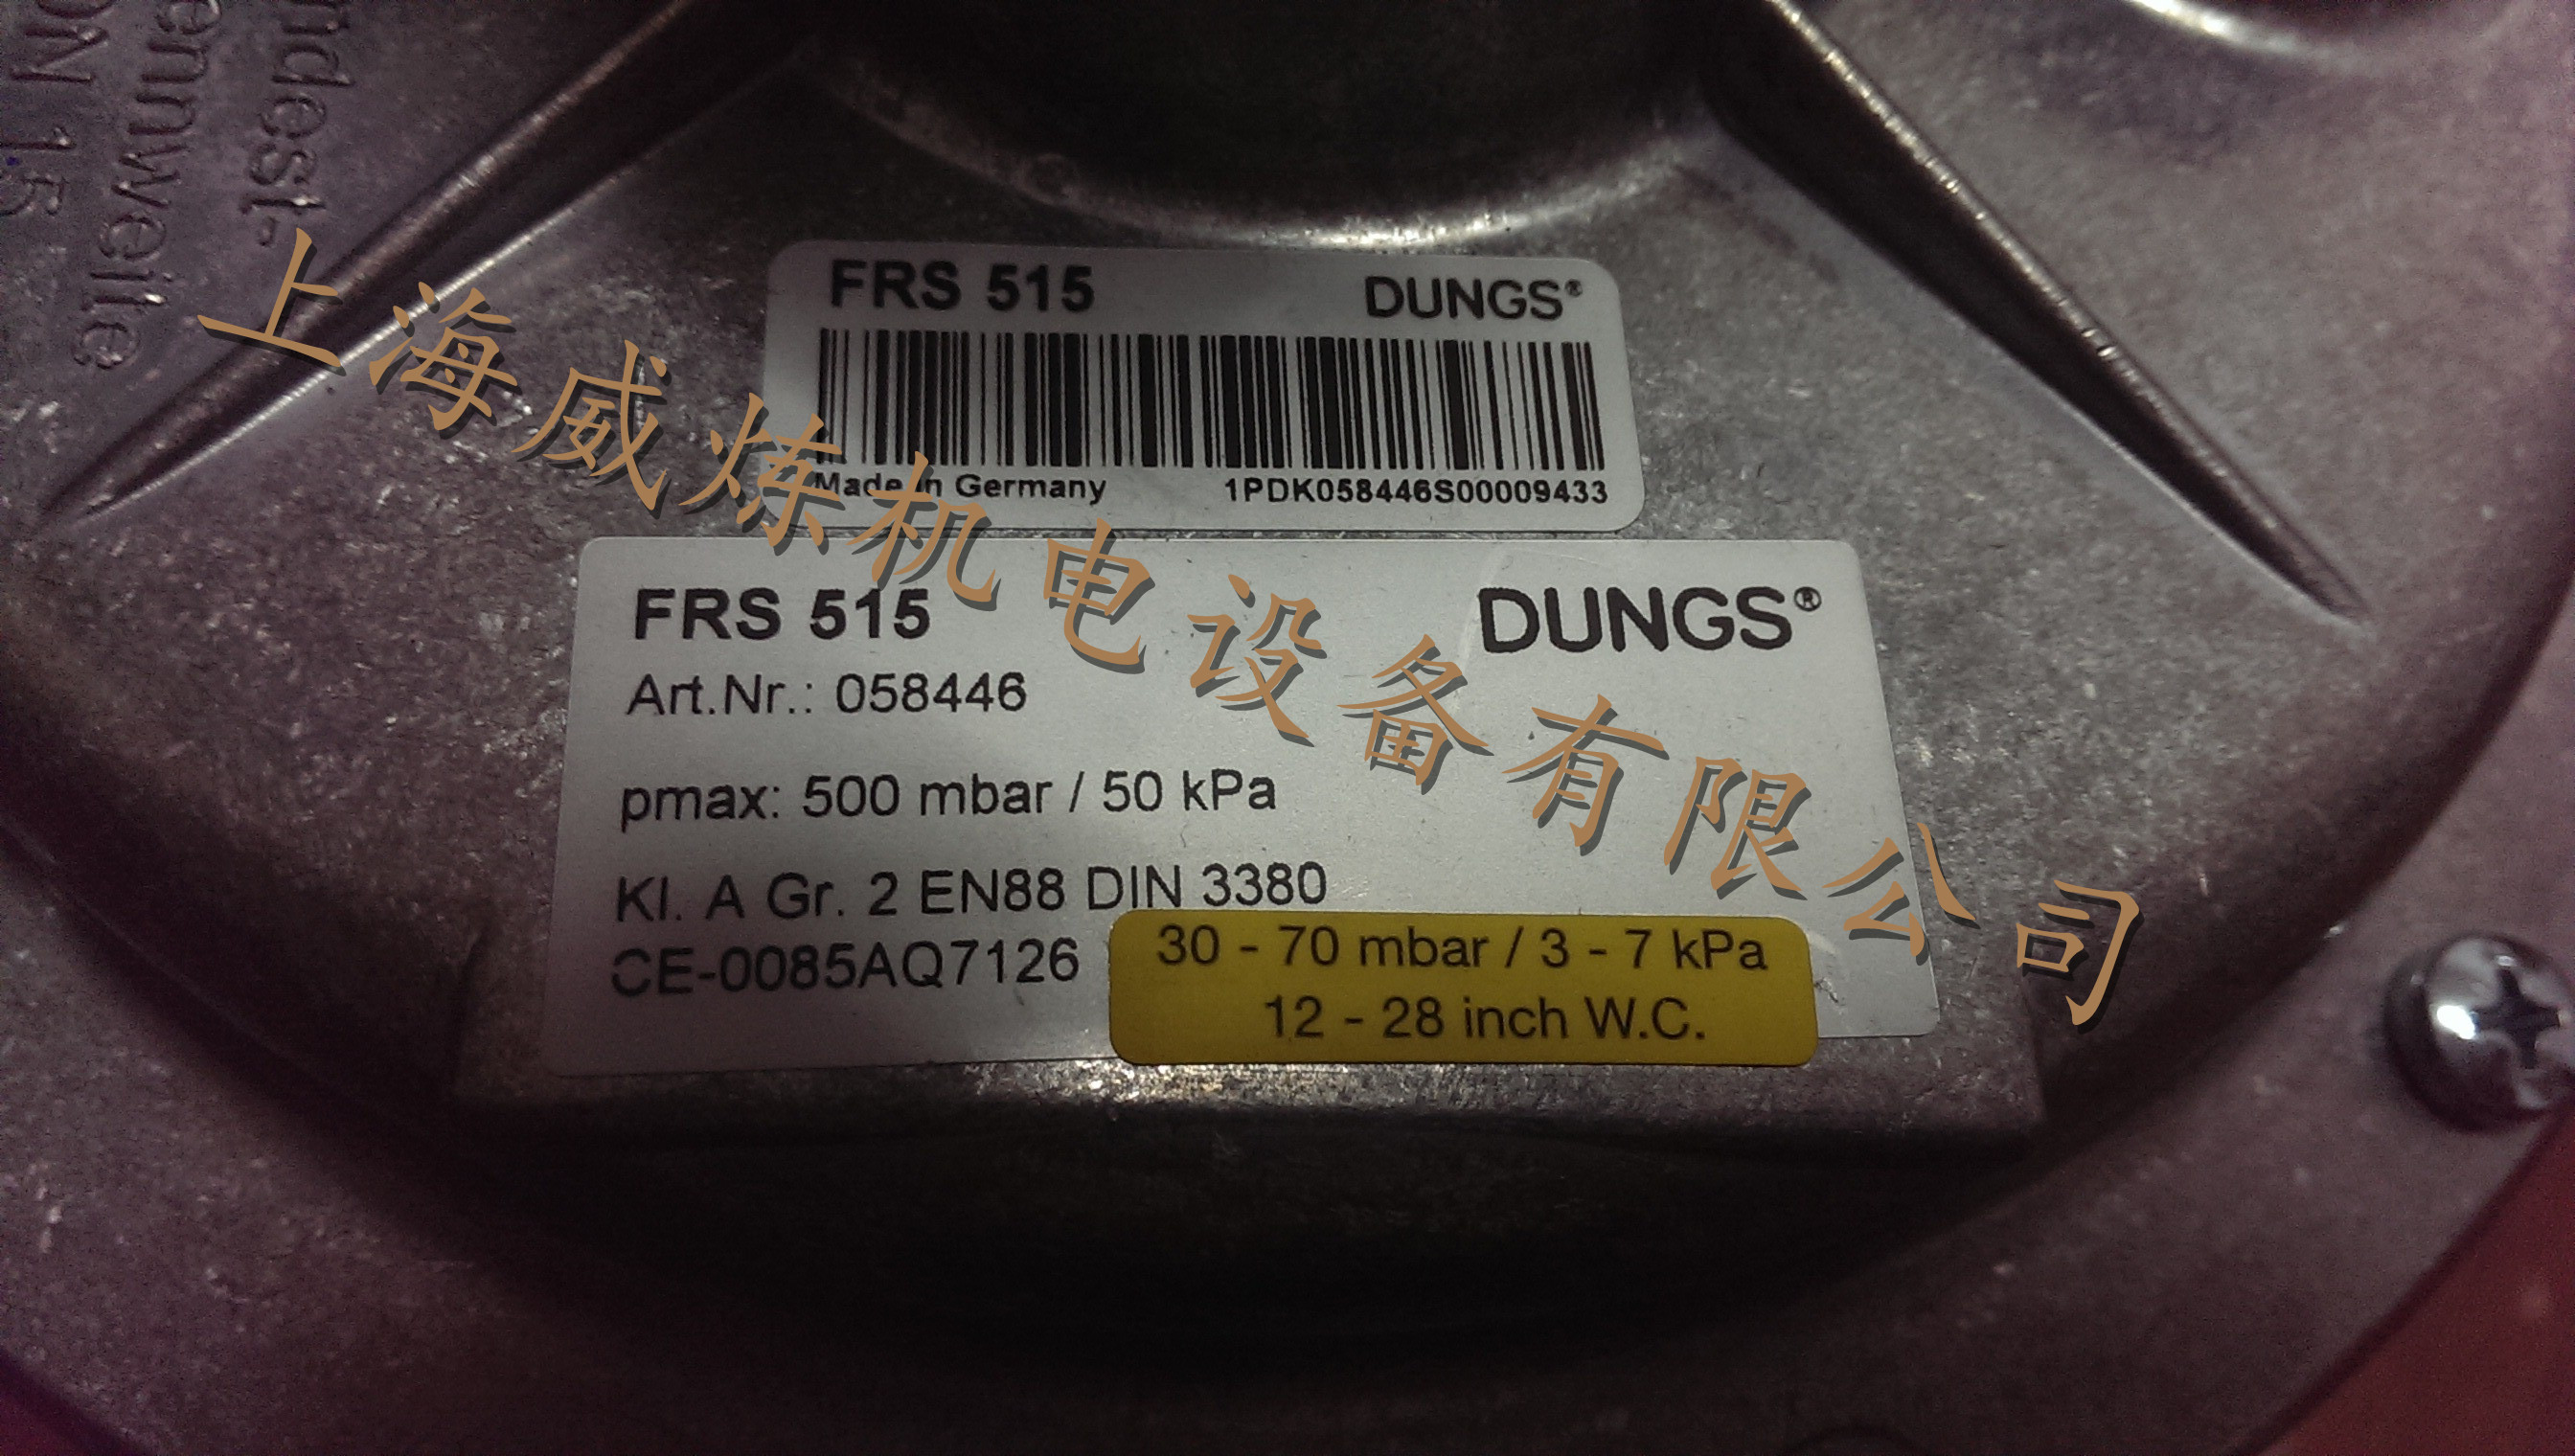 DN 15
FRS 515
DUNGS®
Made in Germany
1PDK058446S00009433
上海威炼机电设备有限公司
FRS 515
DUNGS®
Art.Nr.: 058446
pmax: 500 mbar / 50 kPa
Kl. A Gr. 2 EN88 DIN 3380
CE-0085AQ7126
30 - 70 mbar / 3 - 7 kPa
12 - 28 inch W.C.